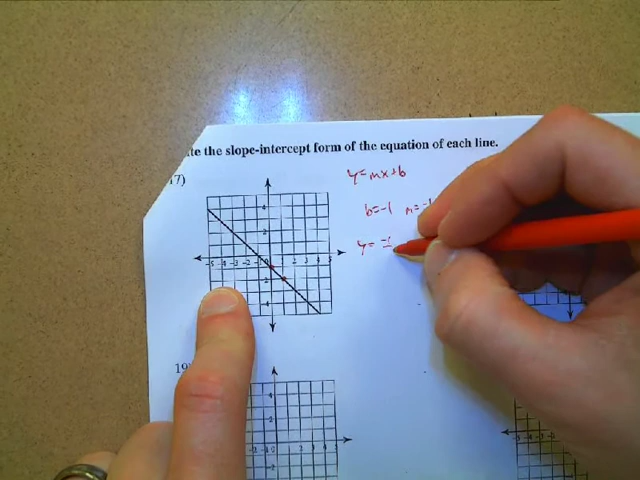 te the slope-intercept form of the equation of each line.
17)
y=mx+b
b=-1 m=-1
y= -1
19